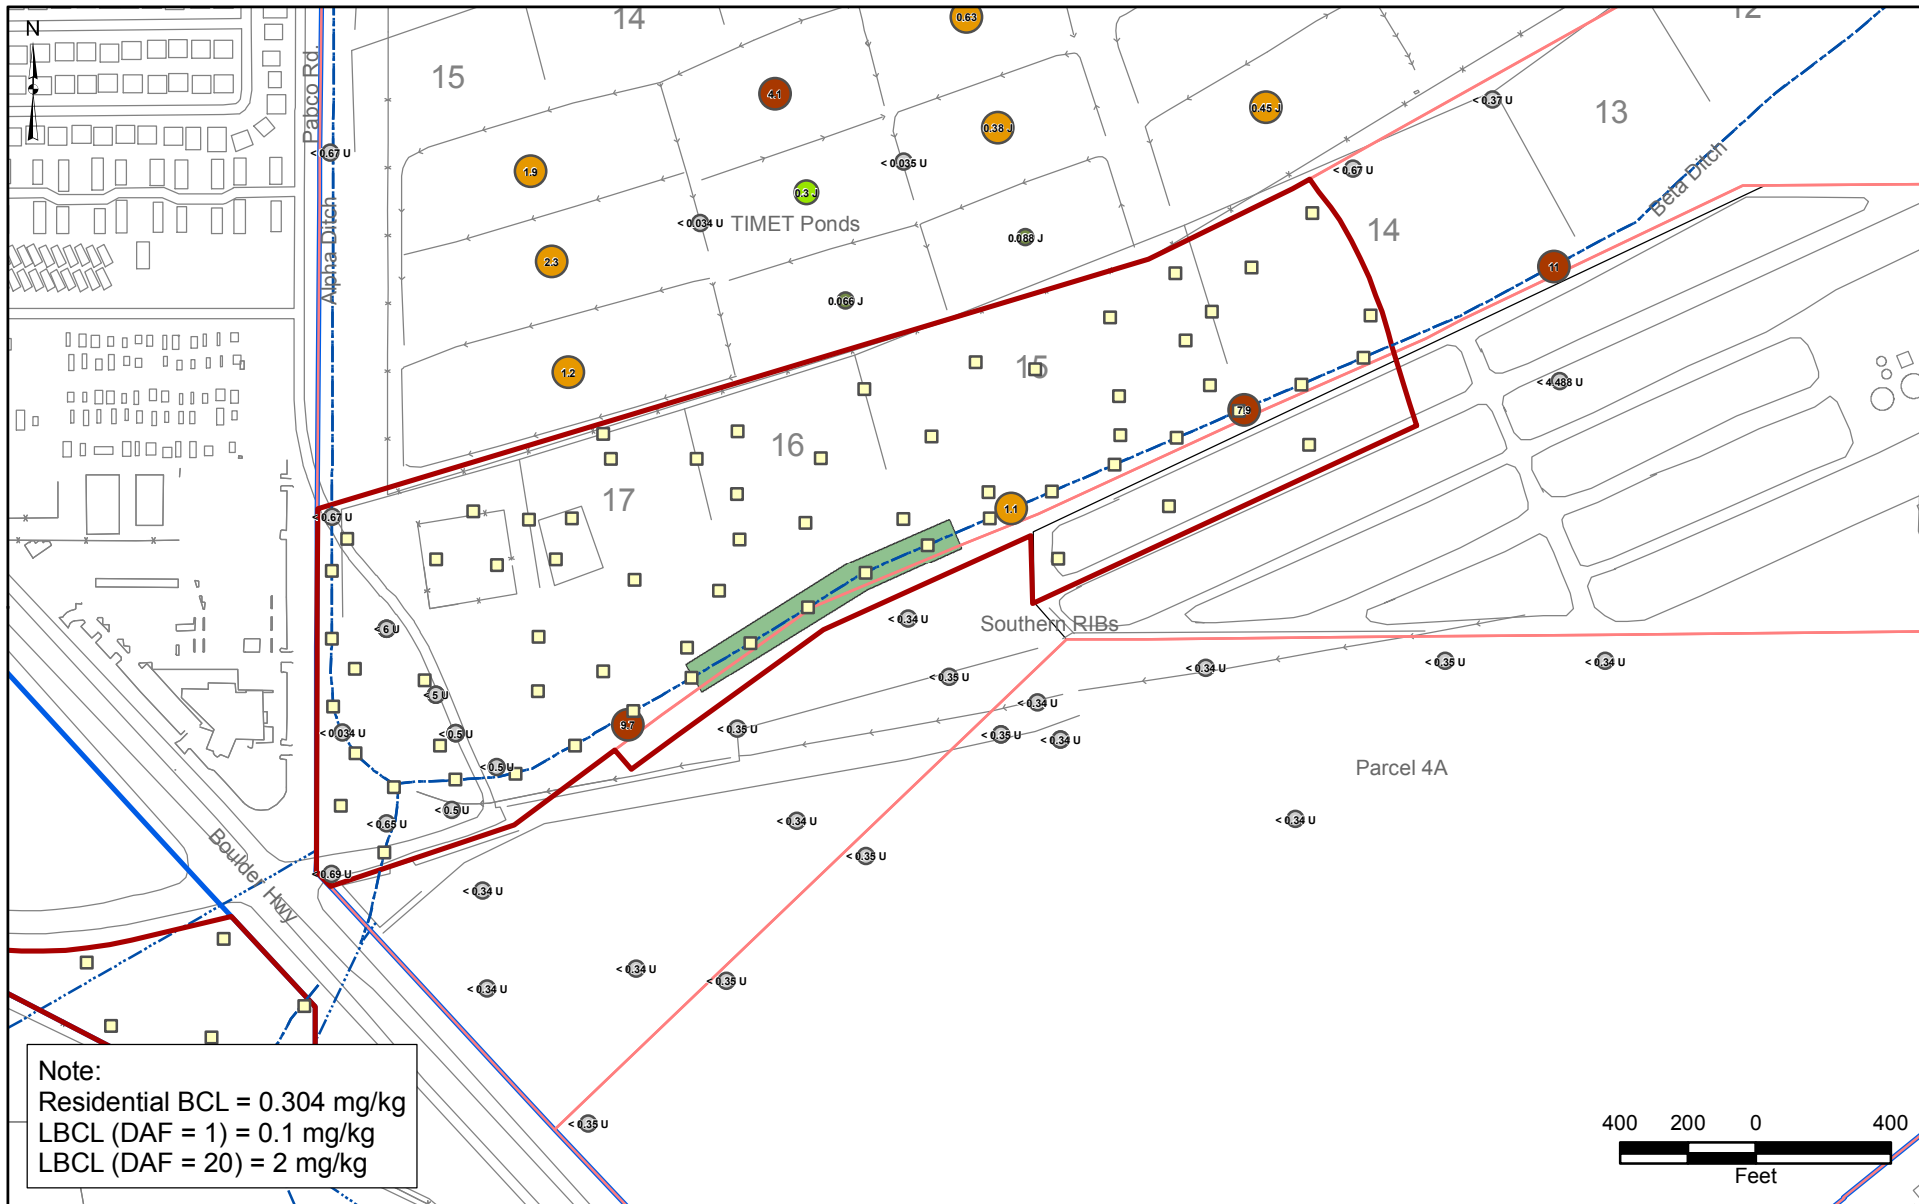 N
14
0.63
12
Pabco Rd.
15
4.1
0.45 J
< 0.37 U
13
0.38 J
< 0.67 U
1.9
< 0.035 U
< 0.67 U
Beta Ditch
0.3 J
Alpha Ditch
< 0.034 U
TIMET Ponds
0.088 J
14
2.3
11
0.066 J
1.2
15
< 4.488 U
7.9
16
17
1.1
< 0.67 U
< 6 U
< 0.34 U
Southern RIBs
< 0.34 U
< 0.35 U
< 0.34 U
< 0.35 U
< 5 U
< 0.34 U
9.7
< 0.35 U
< 0.034 U
< 0.5 U
< 0.35 U
< 0.34 U
< 0.5 U
Parcel 4A
< 0.5 U
< 0.65 U
< 0.34 U
< 0.34 U
< 0.35 U
Boulder Hwy
< 0.69 U
< 0.34 U
< 0.34 U
< 0.35 U
< 0.34 U
Note:
Residential BCL = 0.304 mg/kg
LBCL (DAF = 1) = 0.1 mg/kg
LBCL (DAF = 20) = 2 mg/kg
< 0.35 U
400 200 0 400
Feet